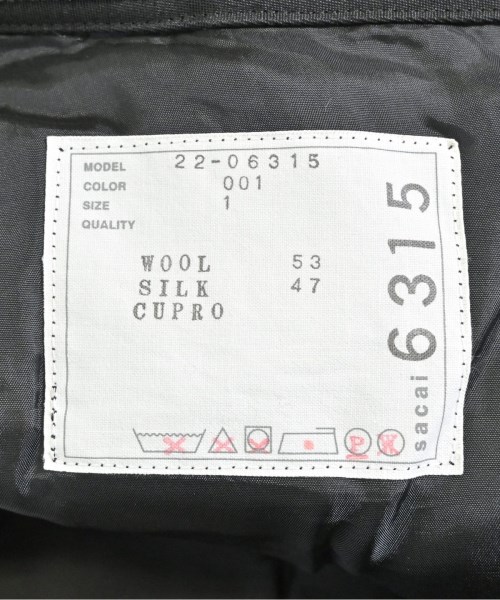 MODEL 22-06315
COLOR 001
SIZE 1
QUALITY
WOOL 53
SILK 47
CUPRO
P W
sacai 6315